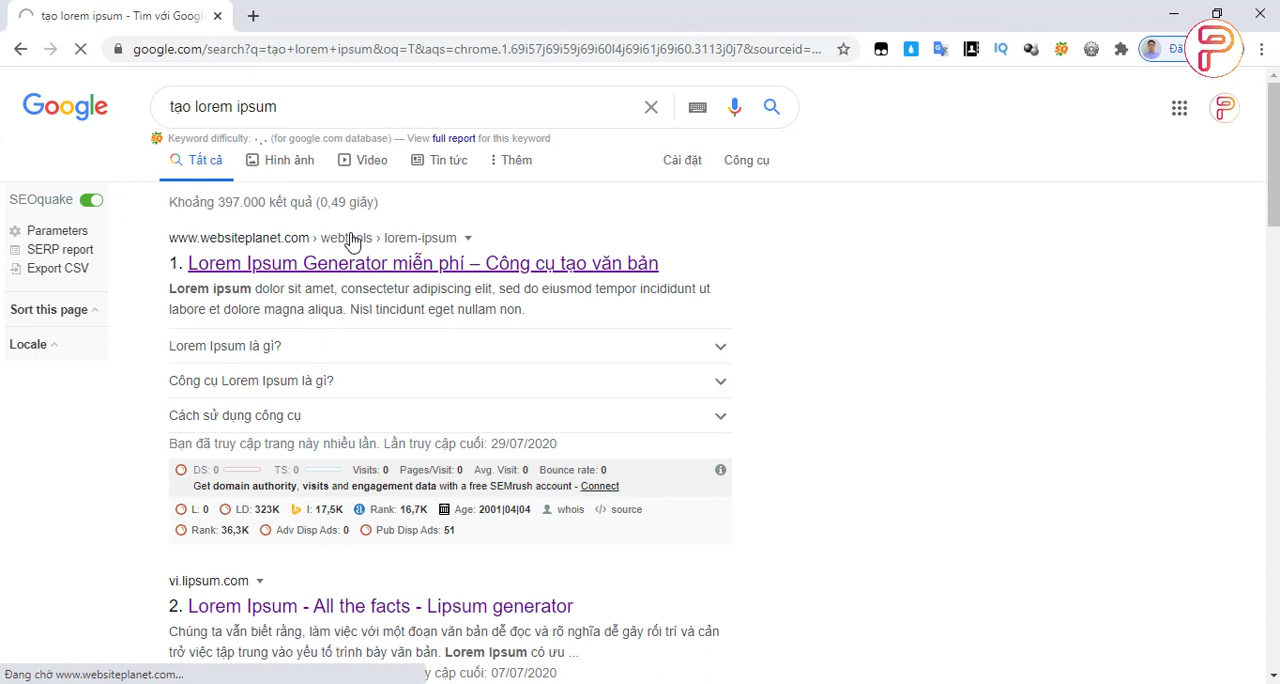 tạo lorem ipsum - Tìm với Googl
google.com/search?q=tạo+lorem+ipsum&oq=T&aqs=chrome.1.69i57j69i59j69i60l4j69i61j69i60.3113j0j7&sourceid=...
IQ
Đã
Google
tạo lorem ipsum
Keyword difficulty: ... (for google.com database) — View full report for this keyword
Tất cả
Hình ảnh
Video
Tin tức
Thêm
Cài đặt
Công cụ
SEOquake
Parameters
SERP report
Export CSV
Sort this page
Locale
Khoảng 397.000 kết quả (0,49 giây)
www.websiteplanet.com › › lorem-ipsum
1. Lorem Ipsum Generator miễn phí – Công cụ tạo văn bản
Lorem ipsum dolor sit amet, consectetur adipiscing elit, sed do eiusmod tempor incididunt ut
labore et dolore magna aliqua. Nisl tincidunt eget nullam non.
Lorem Ipsum là gì?
Công cụ Lorem Ipsum là gì?
Cách sử dụng công cụ
Bạn đã truy cập trang này nhiều lần. Lần truy cập cuối: 29/07/2020
DS: 0 TS: 0 Visits: 0 Pages/Visit: 0 Avg. Visit: 0 Bounce rate: 0
Get domain authority, visits and engagement data with a free SEMrush account - Connect
L: 0 LD: 323K I: 17,5K Rank: 16,7K Age: 2001|04|04 whois source
Rank: 36,3K Adv Disp Ads: 0 Pub Disp Ads: 51
vi.lipsum.com
2. Lorem Ipsum - All the facts - Lipsum generator
Chúng ta vẫn biết rằng, làm việc với một đoạn văn bản dễ đọc và rõ nghĩa dễ gây rối trí và cản
trở việc tập trung vào yếu tố trình bày văn bản. Lorem Ipsum có ưu ...
Đang chờ www.websiteplanet.com...
cập cuối: 07/07/2020